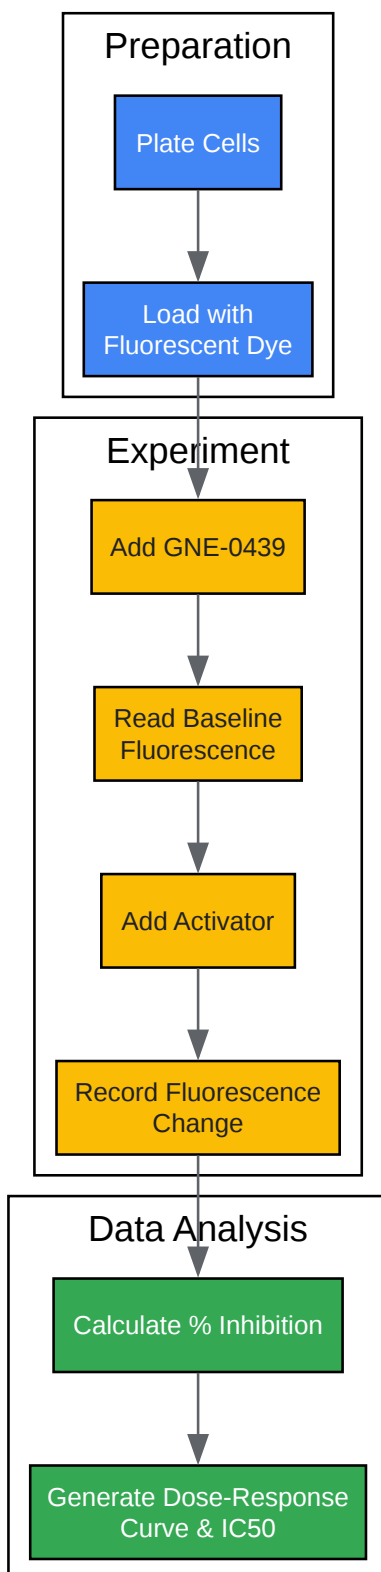 Preparation
Plate Cells
Load with
Fluorescent Dye
Experiment
Add GNE-0439
Read Baseline
Fluorescence
Add Activator
Record Fluorescence
Change
Data Analysis
Calculate % Inhibition
Generate Dose-Response
Curve & IC50